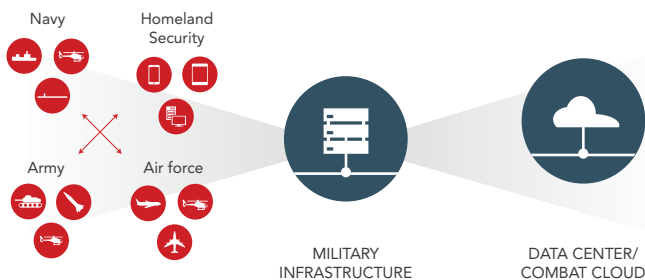 Navy
Homeland
Security
Army
Air force
MILITARY
INFRASTRUCTURE
DATA CENTER/
COMBAT CLOUD